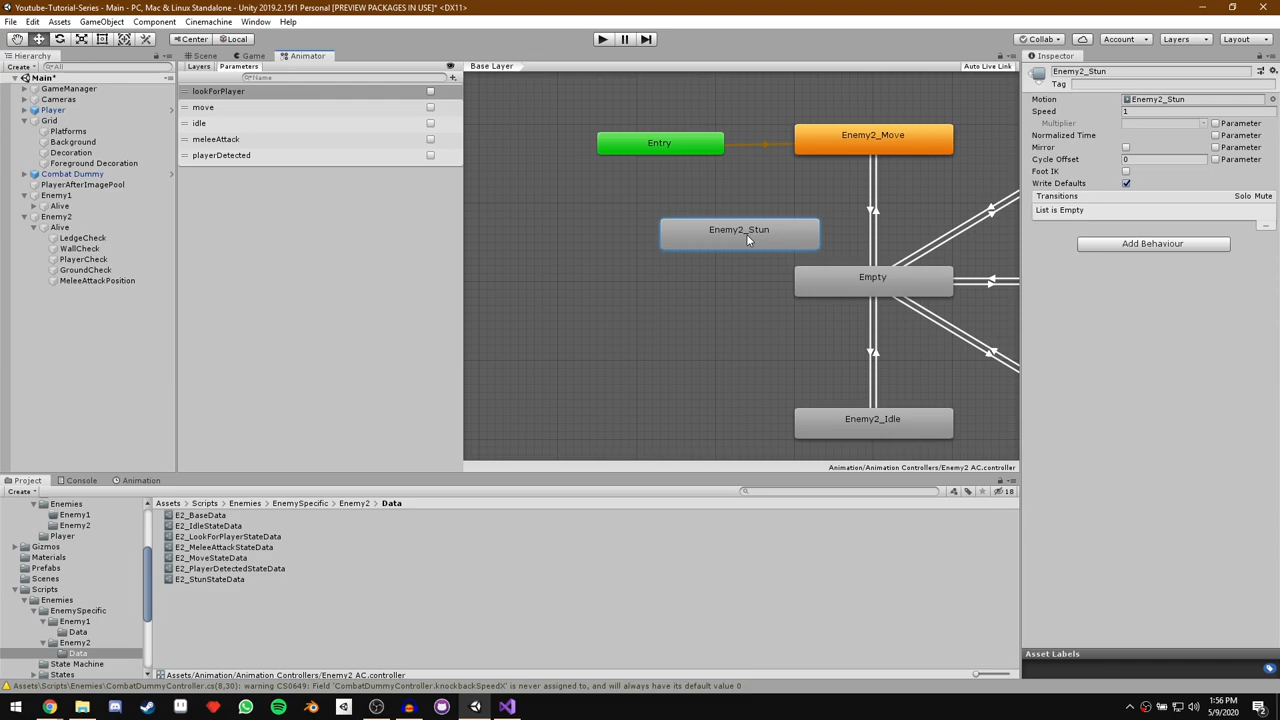 Youtube-Tutorial-Series - Main - PC, Mac & Linux Standalone - Unity 2019.2.15f1 Personal [PREVIEW PACKAGES IN USE]* <DX11>
File Edit Assets GameObject Component Cinemachine Window Help
Center Local Collab Account Layers Layout
Hierarchy Scene Game Animator Inspector
Create All Layers Parameters Base Layer Auto Live Link
Main*
GameManager
Cameras
Player
Grid
Platforms
Background
Decoration
Foreground Decoration
Combat Dummy
PlayerAfterImagePool
Enemy1
Alive
Enemy2
Alive
LedgeCheck
WallCheck
PlayerCheck
GroundCheck
MeleeAttackPosition
Name
lookForPlayer
move
idle
meleeAttack
playerDetected
Entry
Enemy2_Move
Enemy2_Stun
Empty
Enemy2_Idle
Animation/Animation Controllers/Enemy2 AC.controller
Enemy2_Stun
Tag
Motion Enemy2_Stun
Speed 1
Multiplier Parameter
Normalized Time Parameter
Mirror Parameter
Cycle Offset 0 Parameter
Foot IK
Write Defaults
Transitions Solo Mute
List is Empty
Add Behaviour
Asset Labels
Project Console Animation
Create 18
Enemies
Enemy1
Enemy2
Player
Gizmos
Materials
Prefabs
Scenes
Scripts
Enemies
EnemySpecific
Enemy1
Data
Enemy2
Data
State Machine
States
Assets Scripts Enemies EnemySpecific Enemy2 Data
E2_BaseData
E2_IdleStateData
E2_LookForPlayerStateData
E2_MeleeAttackStateData
E2_MoveStateData
E2_PlayerDetectedStateData
E2_StunStateData
Assets/Animation/Animation Controllers/Enemy2 AC.controller
Assets\Scripts\Enemies\CombatDummyController.cs(8,30): warning CS0649: Field 'CombatDummyController.knockbackSpeedX' is never assigned to, and will always have its default value 0
1:56 PM
5/9/2020
2